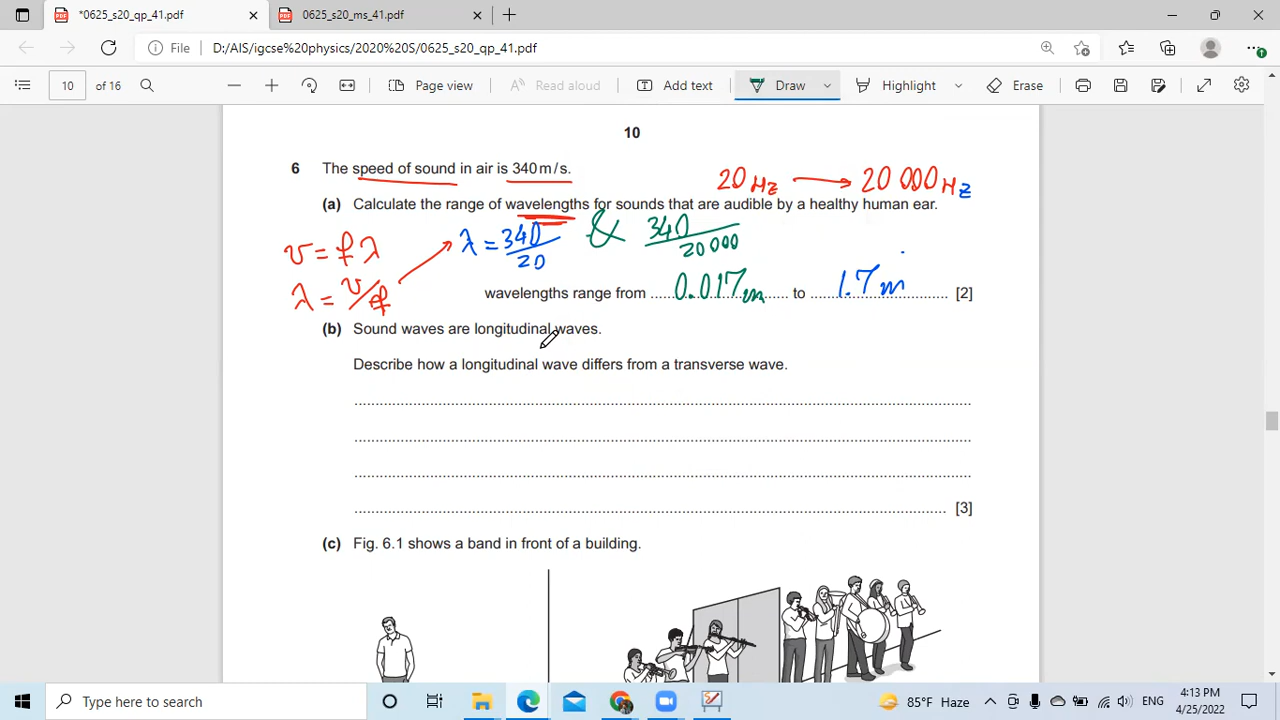 *0625_s20_qp_41.pdf
0625_s20_ms_41.pdf
File D:/AIS/igcse%20physics/2020%20S/0625_s20_qp_41.pdf
10 of 16
Page view
Read aloud
Add text
Draw
Highlight
Erase
10
6 The speed of sound in air is 340 m/s.
20 Hz → 20 000 Hz
(a) Calculate the range of wavelengths for sounds that are audible by a healthy human ear.
v = f λ
λ = v/f
λ = 340/20 & 340/20 000
wavelengths range from 0.017m to 1.7 m [2]
(b) Sound waves are longitudinal waves.
Describe how a longitudinal wave differs from a transverse wave.
[3]
(c) Fig. 6.1 shows a band in front of a building.
Type here to search
85°F Haze
ENG
4:13 PM
4/25/2022